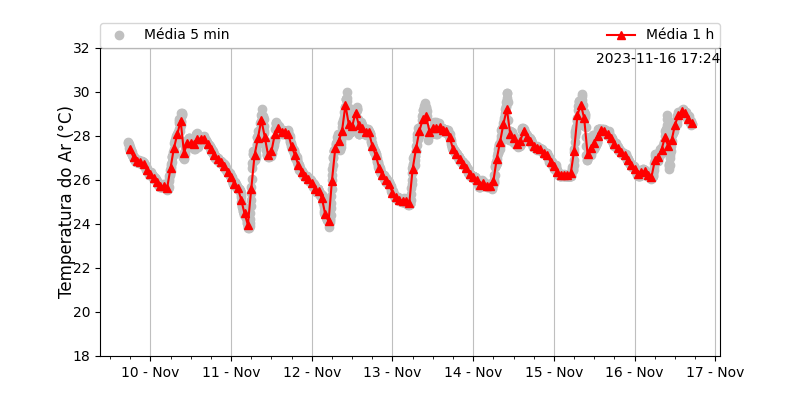 Média 5 min
Média 1 h
2023-11-16 17:24
Temperatura do Ar (°C)
32
30
28
26
24
22
20
18
10 - Nov
11 - Nov
12 - Nov
13 - Nov
14 - Nov
15 - Nov
16 - Nov
17 - Nov